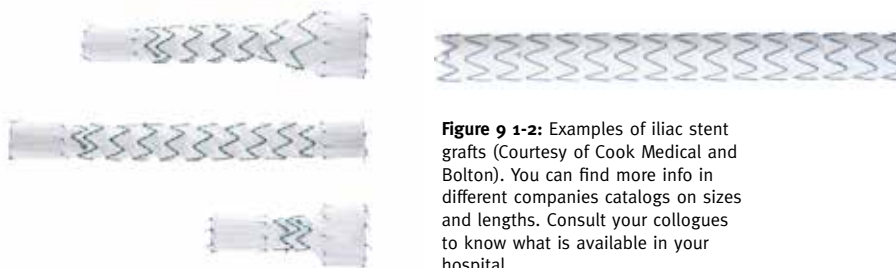 Figure 9 1-2: Examples of iliac stent
grafts (Courtesy of Cook Medical and
Bolton). You can find more info in
different companies catalogs on sizes
and lengths. Consult your collogues
to know what is available in your
hospital